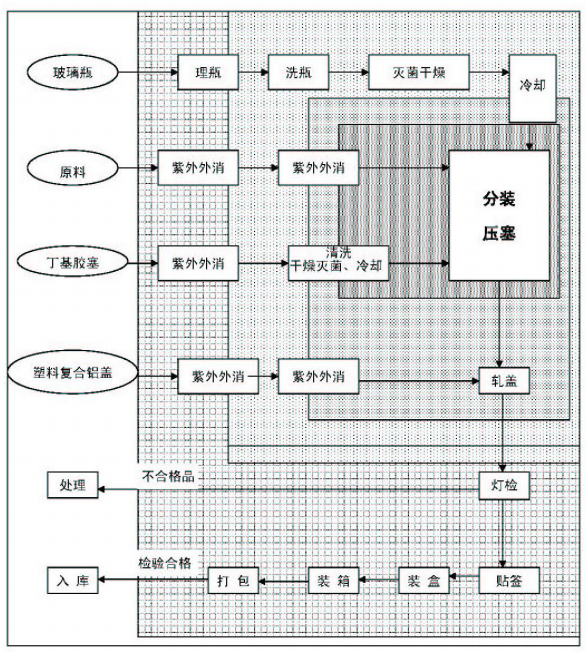 玻璃瓶
理瓶
洗瓶
灭菌干燥
冷却
原料
紫外外消
紫外外消
分装
压塞
丁基胶塞
紫外外消
清洗
干燥灭菌、冷却
塑料复合铝盖
紫外外消
紫外外消
轧盖
处理
不合格品
灯检
入 库
检验合格
打 包
装 箱
装 盒
贴签